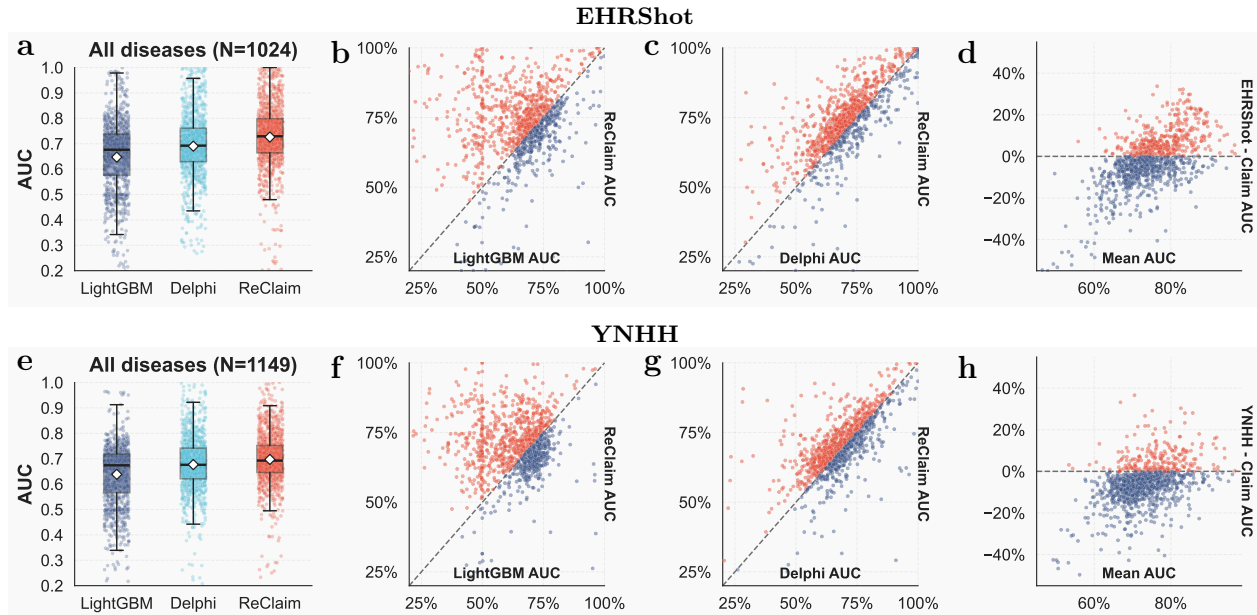 EHRShot
a
All diseases (N=1024)
AUC
1.0
0.9
0.8
0.7
0.6
0.5
0.4
0.3
0.2
LightGBM Delphi ReClaim
b
100%
75%
50%
25%
LightGBM AUC
ReClaim AUC
25% 50% 75% 100%
c
100%
75%
50%
25%
Delphi AUC
ReClaim AUC
25% 50% 75% 100%
d
40%
20%
0%
−20%
−40%
Mean AUC
EHRShot - Claim AUC
60% 80%
YNHH
e
All diseases (N=1149)
AUC
1.0
0.9
0.8
0.7
0.6
0.5
0.4
0.3
0.2
LightGBM Delphi ReClaim
f
100%
75%
50%
25%
LightGBM AUC
ReClaim AUC
25% 50% 75% 100%
g
100%
75%
50%
25%
Delphi AUC
ReClaim AUC
25% 50% 75% 100%
h
40%
20%
0%
−20%
−40%
Mean AUC
YNHH - Claim AUC
60% 80%